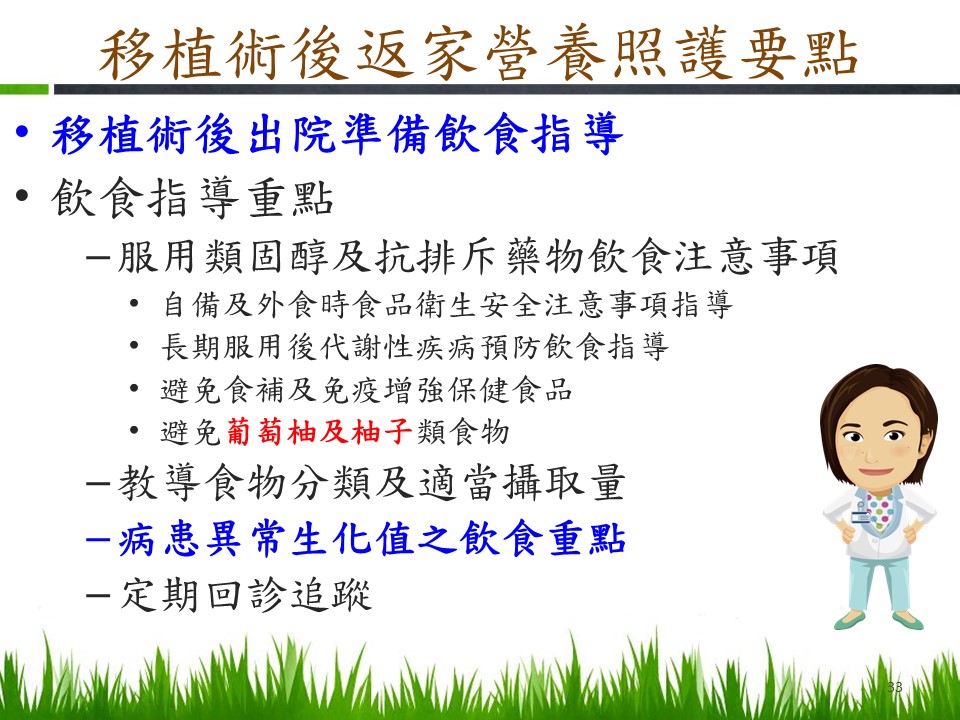 移植術後返家營養照護要點
• 移植術後出院準備飲食指導
• 飲食指導重點
–服用類固醇及抗排斥藥物飲食注意事項
• 自備及外食時食品衛生安全注意事項指導
• 長期服用後代謝性疾病預防飲食指導
• 避免食補及免疫增強保健食品
• 避免葡萄柚及柚子類食物
–教導食物分類及適當攝取量
–病患異常生化值之飲食重點
–定期回診追蹤
33